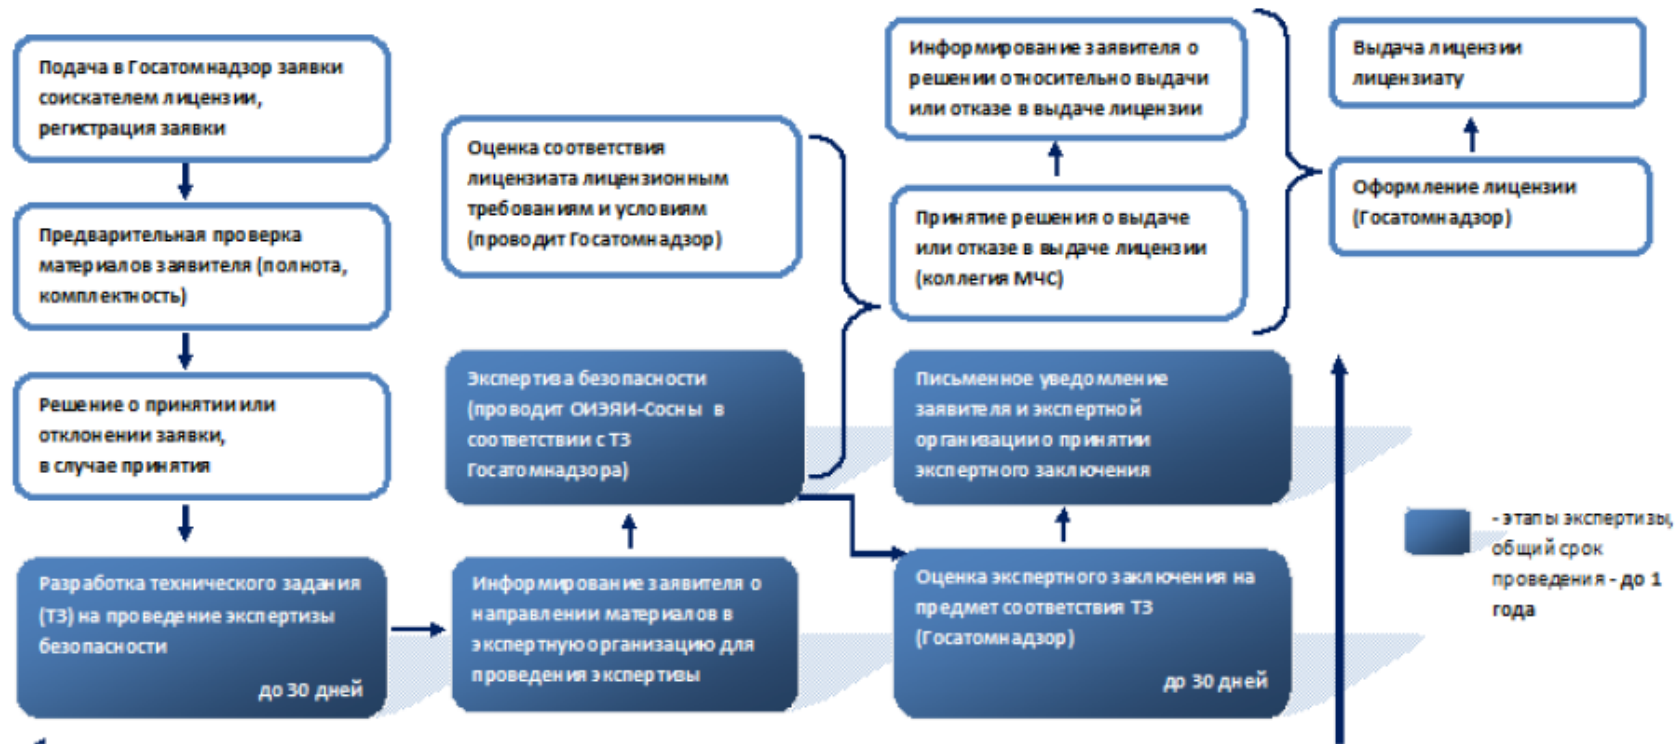 Подача в Госатомнадзор заявки
соискателем лицензии,
регистрация заявки
Предварительная проверка
материалов заявителя (полнота,
комплектность)
Решение о принятии или
отклонении заявки,
в случае принятия
Разработка технического задания
(ТЗ) на проведение экспертизы
безопасности
до 30 дней
Оценка соответствия
лицензиата лицензионным
требованиям и условиям
(проводит Госатомнадзор)
Экспертиза безопасности
(проводит ОИЭЯИ-Сосны в
соответствии с ТЗ
Госатомнадзора)
Информирование заявителя о
направлении материалов в
экспертную организацию для
проведения экспертизы
Информирование заявителя о
решении относительно выдачи
или отказе в выдаче лицензии
Принятие решения о выдаче
или отказе в выдаче лицензии
(коллегия МЧС)
Письменное уведомление
заявителя и экспертной
организации о принятии
экспертного заключения
Оценка экспертного заключения на
предмет соответствия ТЗ
(Госатомнадзор)
до 30 дней
Выдача лицензии
лицензиату
Оформление лицензии
(Госатомнадзор)
- этапы экспертизы,
общий срок
проведения - до 1
года